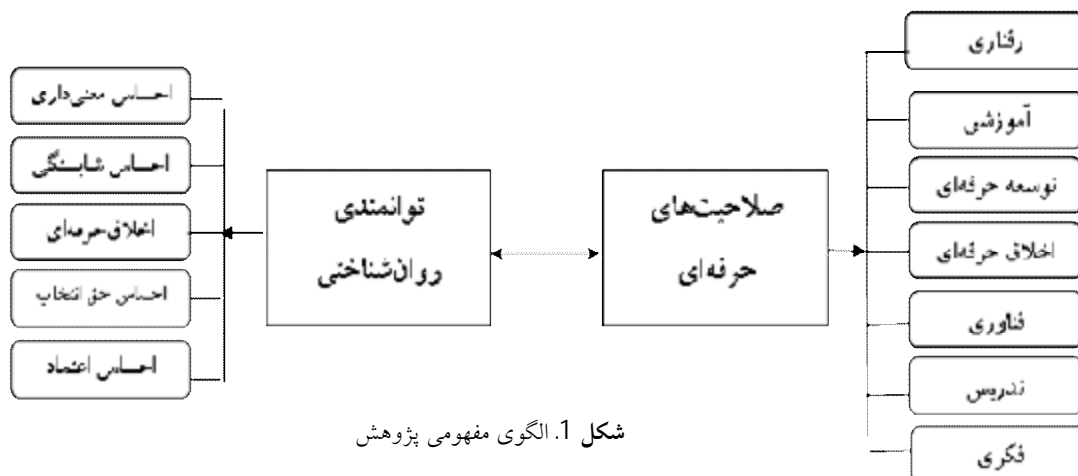 رفتاری
آموزشی
توسعه حرفه‌ای
اخلاق حرفه‌ای
فناوری
تدریس
فکری
صلاحیت‌های
حرفه‌ای
توانمندی
روان‌شناختی
احساس معنی‌داری
احساس شایستگی
اخلاق حرفه‌ای
احساس حق انتخاب
احساس اعتماد
شکل 1. الگوی مفهومی پژوهش